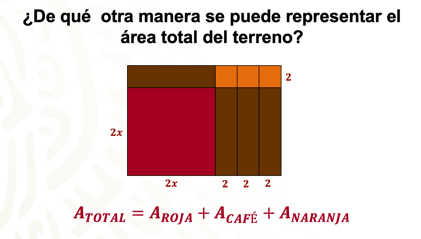 ¿De qué otra manera se puede representar el
área total del terreno?
2
2x
2x 2 2 2
A_TOTAL = A_ROJA + A_CAFÉ + A_NARANJA